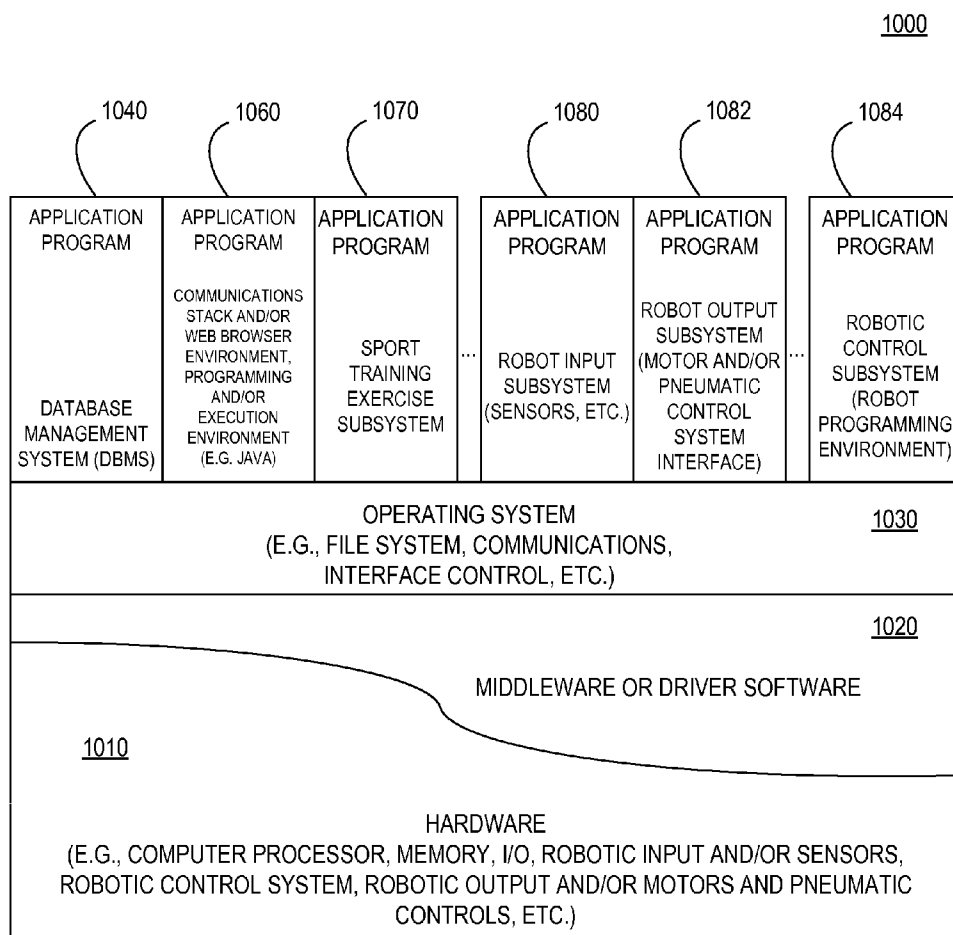 1000
1040
1060
1070
1080
1082
1084
APPLICATION
PROGRAM
DATABASE
MANAGEMENT
SYSTEM (DBMS)
APPLICATION
PROGRAM
COMMUNICATIONS
STACK AND/OR
WEB BROWSER
ENVIRONMENT,
PROGRAMMING
AND/OR
EXECUTION
ENVIRONMENT
(E.G. JAVA)
APPLICATION
PROGRAM
SPORT
TRAINING
EXERCISE
SUBSYSTEM
...
APPLICATION
PROGRAM
ROBOT INPUT
SUBSYSTEM
(SENSORS, ETC.)
APPLICATION
PROGRAM
ROBOT OUTPUT
SUBSYSTEM
(MOTOR AND/OR
PNEUMATIC
CONTROL
SYSTEM
INTERFACE)
...
APPLICATION
PROGRAM
ROBOTIC
CONTROL
SUBSYSTEM
(ROBOT
PROGRAMMING
ENVIRONMENT)
OPERATING SYSTEM
(E.G., FILE SYSTEM, COMMUNICATIONS,
INTERFACE CONTROL, ETC.)
1030
1020
MIDDLEWARE OR DRIVER SOFTWARE
1010
HARDWARE
(E.G., COMPUTER PROCESSOR, MEMORY, I/O, ROBOTIC INPUT AND/OR SENSORS,
ROBOTIC CONTROL SYSTEM, ROBOTIC OUTPUT AND/OR MOTORS AND PNEUMATIC
CONTROLS, ETC.)